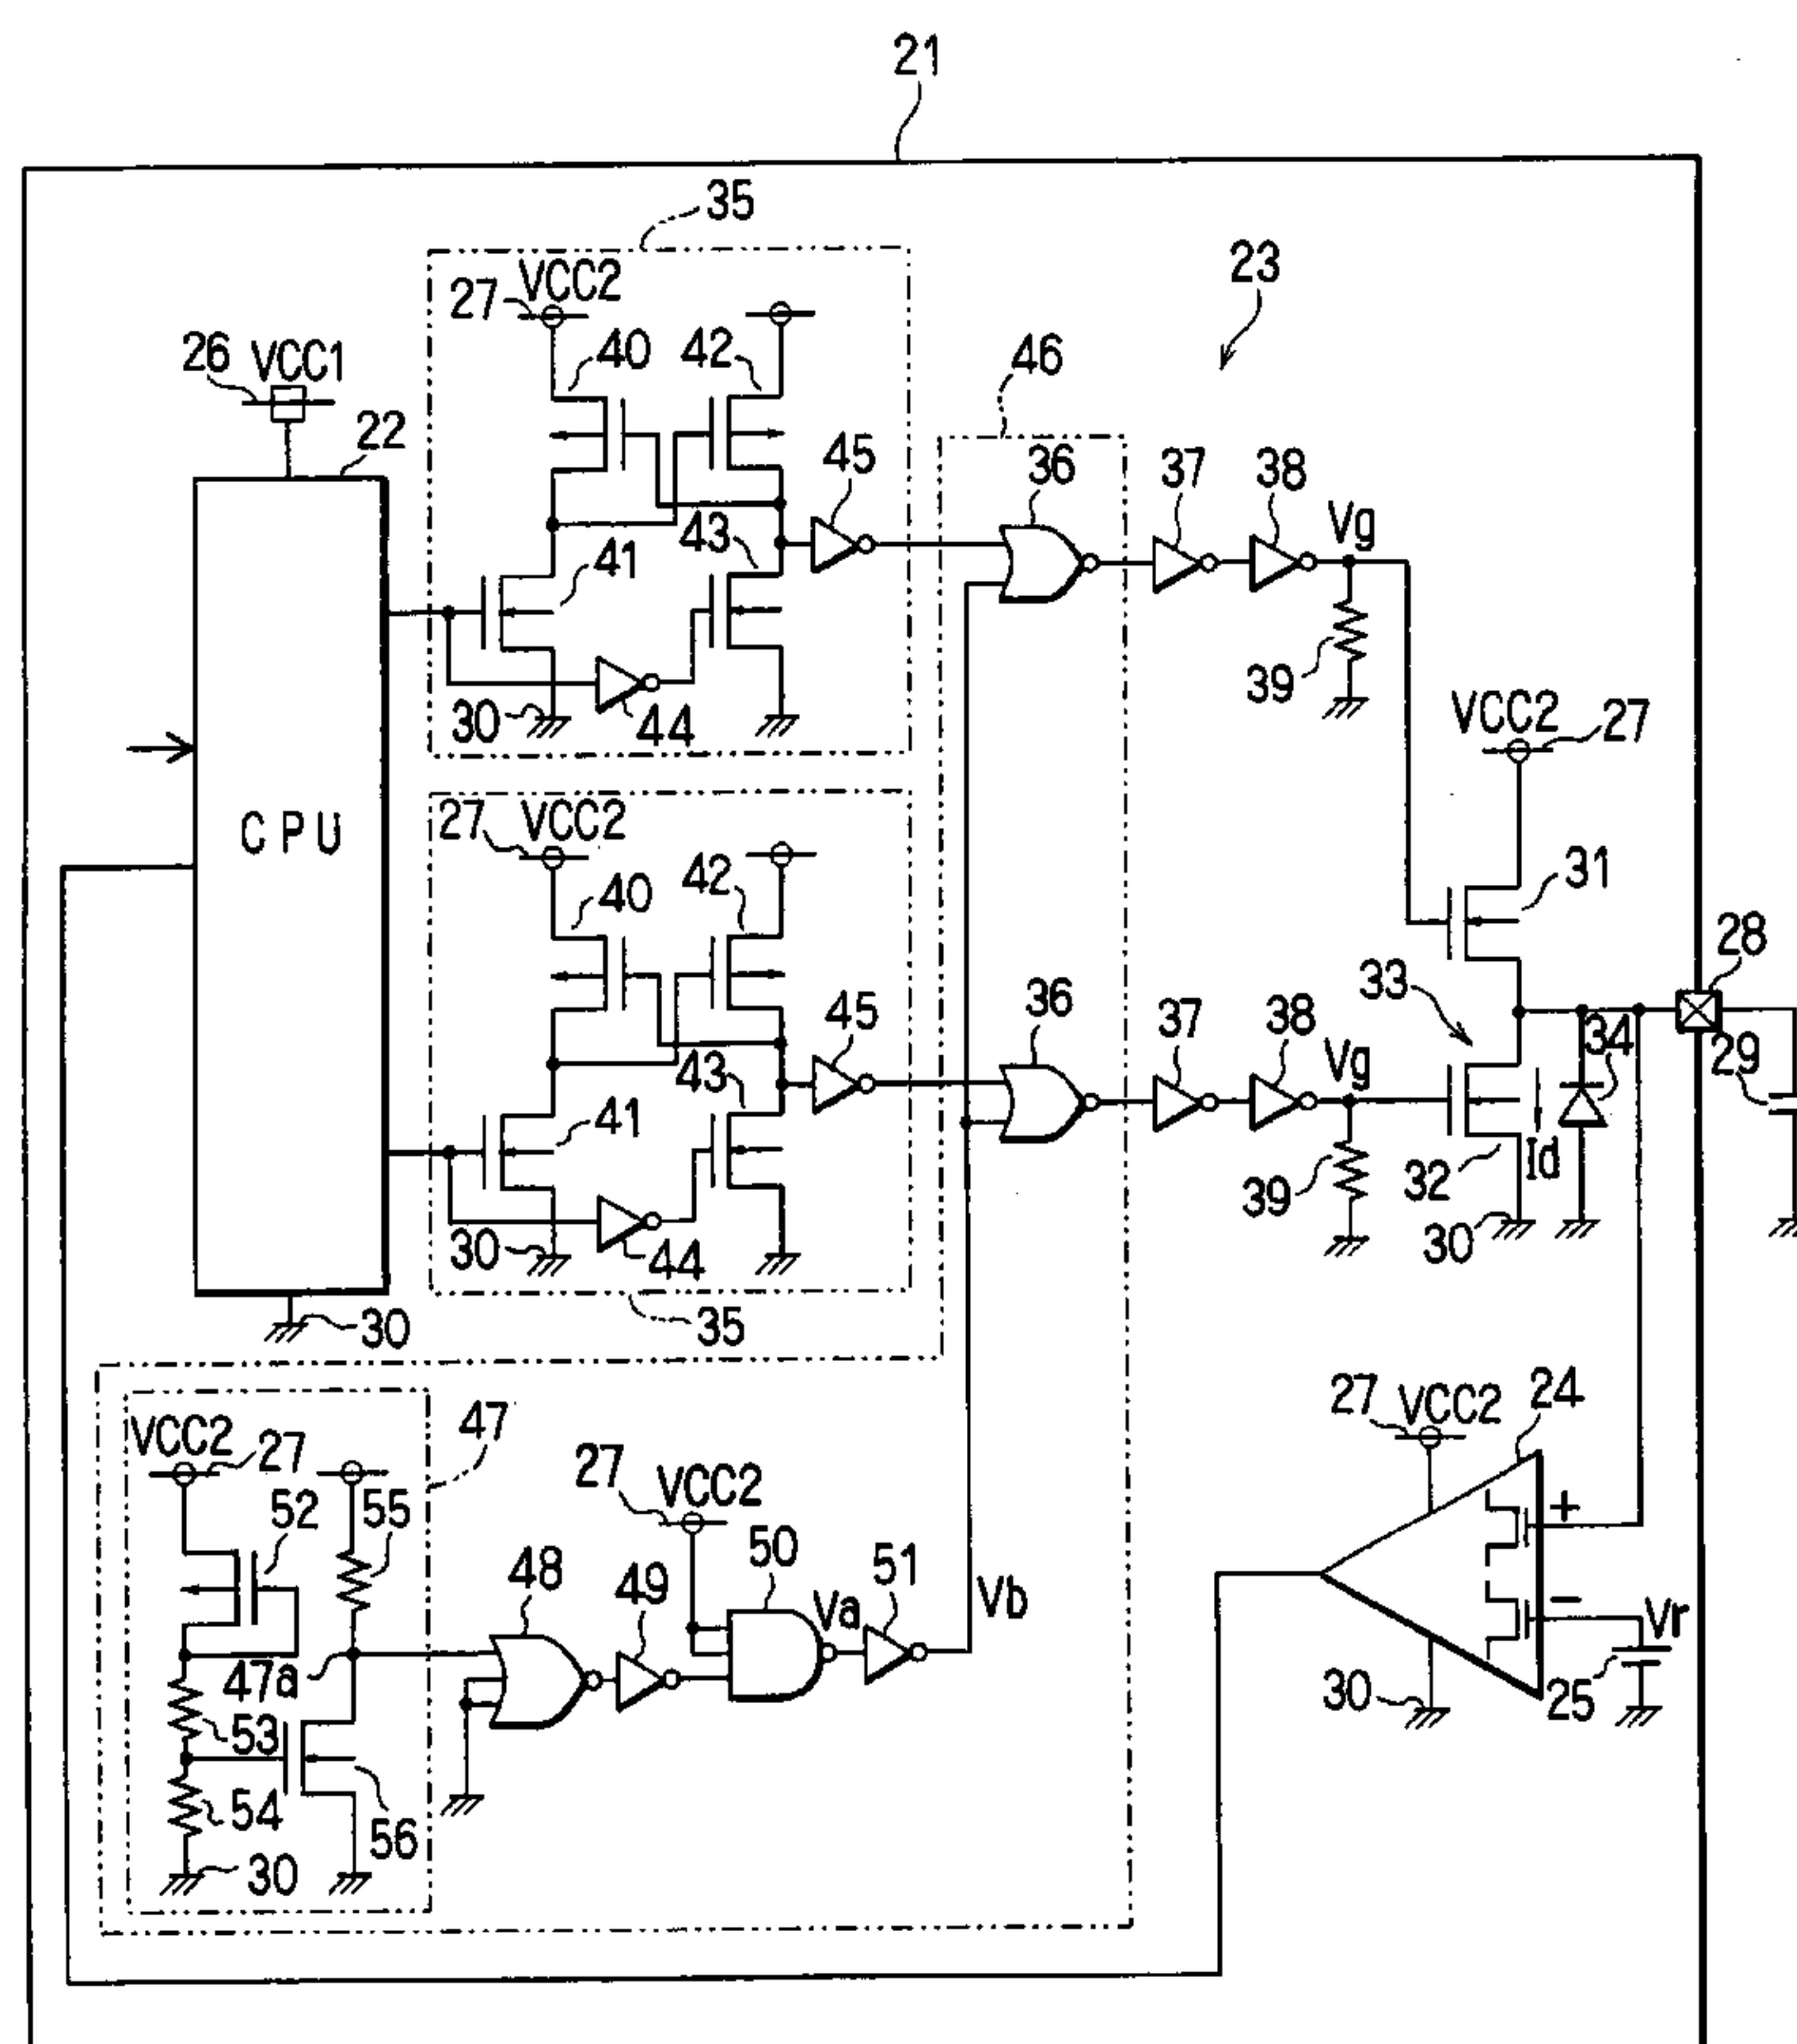 21
35
27 VCC2
23
26 VCC1
40 42
46
22
45 36 37 38
Vg
43
41
39
30 44
VCC2 27
CPU
27 VCC2
40 42
31
28
33
45 36 37 38
Vg
34
29
43
41
39 32 Id
30 44
30
30
35
27 VCC2 24
VCC2 27
47
27 VCC2
52 55
48 49 50 51
Va Vb
+
−
Vr
47a
53
30 25
54
56
30